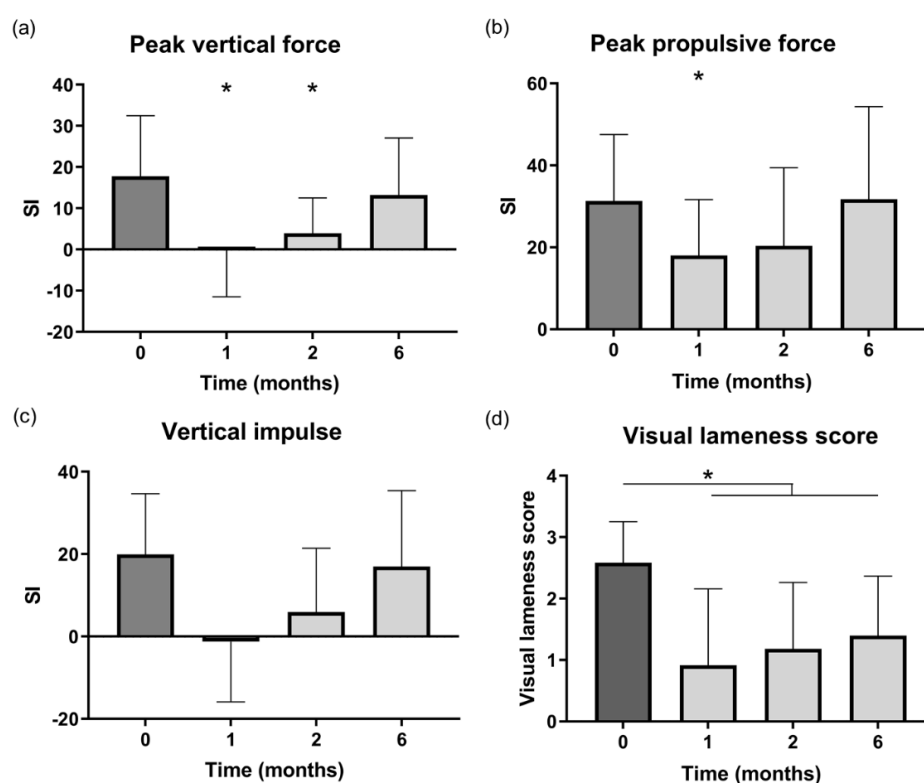 (a)
Peak vertical force
* *
SI
40
30
20
10
0
-10
-20
0 1 2 6
Time (months)
(b)
Peak propulsive force
*
SI
60
40
20
0
0 1 2 6
Time (months)
(c)
Vertical impulse
SI
40
20
0
-20
0 1 2 6
Time (months)
(d)
Visual lameness score
*
Visual lameness score
4
3
2
1
0
0 1 2 6
Time (months)